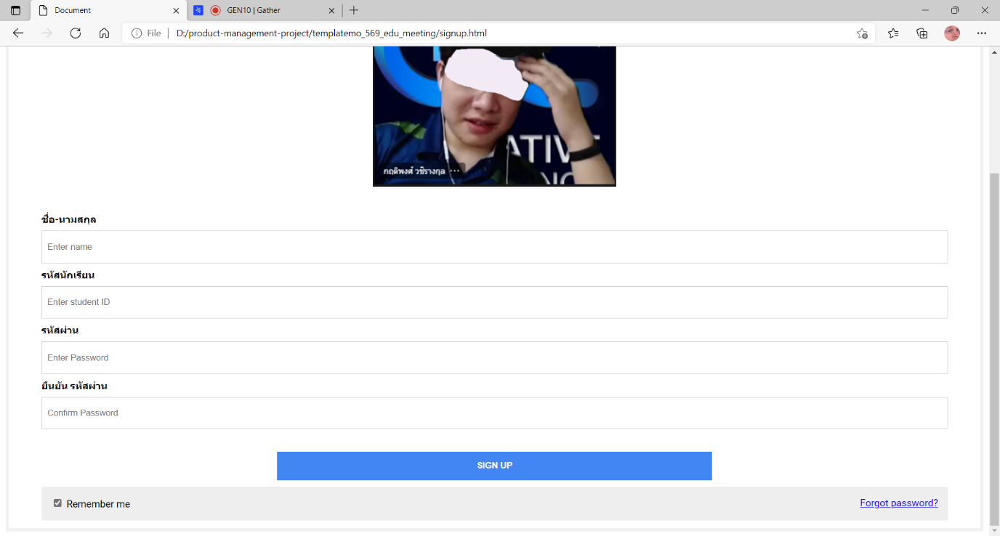 Document
GEN10 | Gather
File
D:/product-management-project/templatemo_569_edu_meeting/signup.html
ATIVE
กฤติพงศ์ วชิรางกุล ...
ชื่อ-นามสกุล
Enter name
รหัสนักเรียน
Enter student ID
รหัสผ่าน
Enter Password
ยืนยัน รหัสผ่าน
Confirm Password
SIGN UP
Remember me
Forgot password?